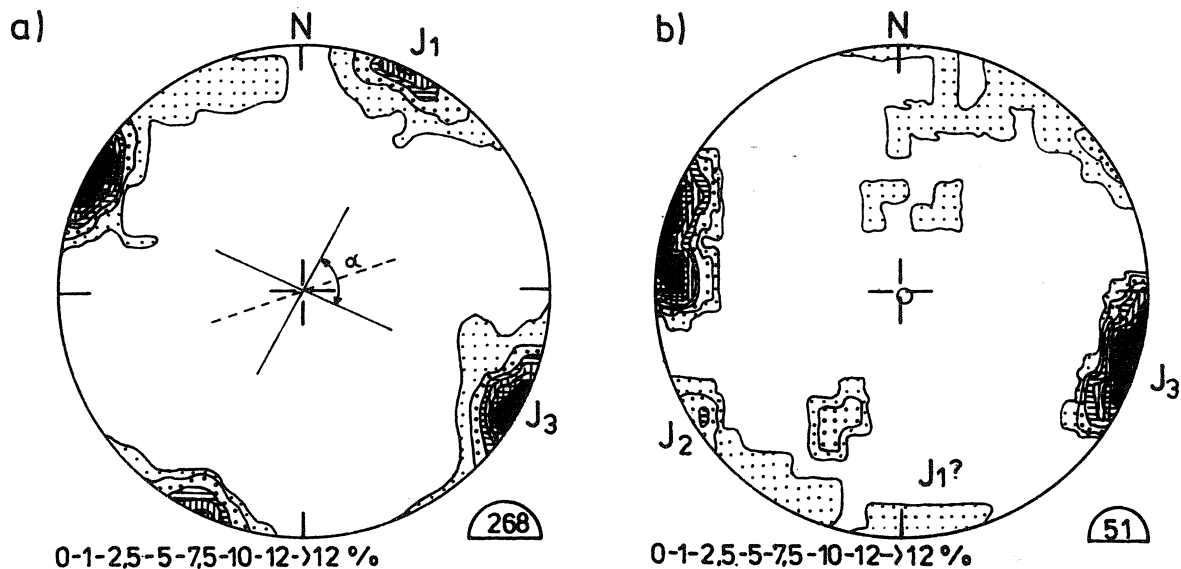 a)
N
J1
α
J3
268
0-1-2,5-5-7,5-10-12->12 %
b)
N
J3
J2
J1?
51
0-1-2,5-5-7,5-10-12->12 %